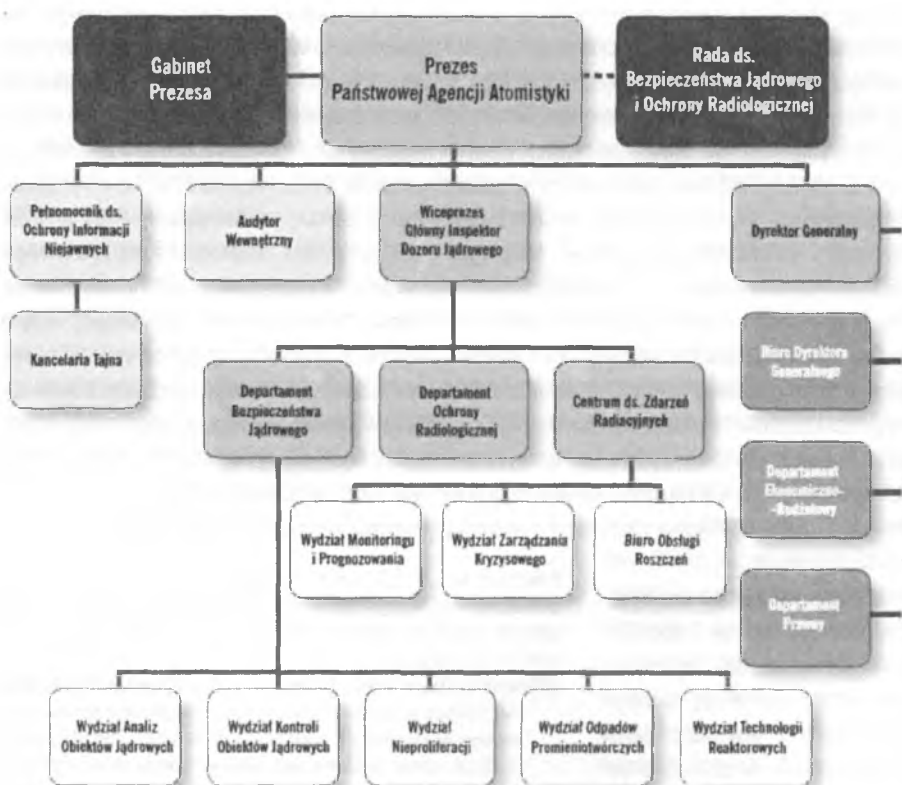 Gabinet
Prezesa
Prezes
Państwowej Agencji Atomistyki
Rada ds.
Bezpieczeństwa Jądrowego
i Ochrony Radiologicznej
Pełnomocnik ds.
Ochrony Informacji
Niejawnych
Audytor
Wewnętrzny
Wiceprezes
Główny Inspektor
Dozoru Jądrowego
Dyrektor Generalny
Kancelaria Tajna
Biuro Dyrektora
Generalnego
Departament
Bezpieczeństwa
Jądrowego
Departament
Ochrony
Radiologicznej
Centrum ds. Zdarzeń
Radiacyjnych
Departament
Ekonomiczno-
-Budżetowy
Wydział Monitoringu
i Prognozowania
Wydział Zarządzania
Kryzysowego
Biuro Obsługi
Roszczeń
Departament
Prawny
Wydział Analiz
Obiektów Jądrowych
Wydział Kontroli
Obiektów Jądrowych
Wydział
Nieproliferacji
Wydział Odpadów
Promieniotwórczych
Wydział Technologii
Reaktorowych